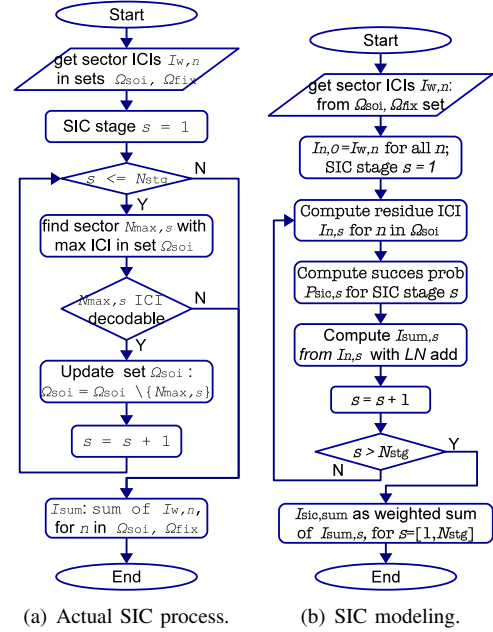 Start
get sector ICIs Iw,n
in sets Ωsoi, Ωfix
SIC stage s = 1
s <= Nstg
N
Y
find sector Nmax,s with
max ICI in set Ωsoi
Nmax,s ICI
decodable
N
Y
Update set Ωsoi :
Ωsoi = Ωsoi \{Nmax,s}
s = s + 1
Isum: sum of Iw,n,
for n in Ωsoi, Ωfix
End
(a) Actual SIC process.
Start
get sector ICIs Iw,n:
from Ωsoi, Ωfix set
In,0=Iw,n for all n;
SIC stage s = 1
Compute residue ICI
In,s for n in Ωsoi
Compute succes prob
Psic,s for SIC stage s
Compute Isum,s
from In,s with LN add
s = s + 1
s > Nstg
Y
N
Isic,sum as weighted sum
of Isum,s, for s=[1,Nstg]
End
(b) SIC modeling.